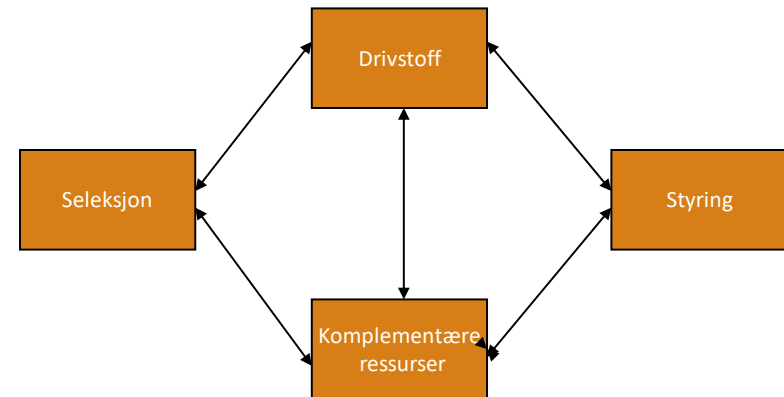 Drivstoff
Seleksjon
Styring
Komplementære
ressurser